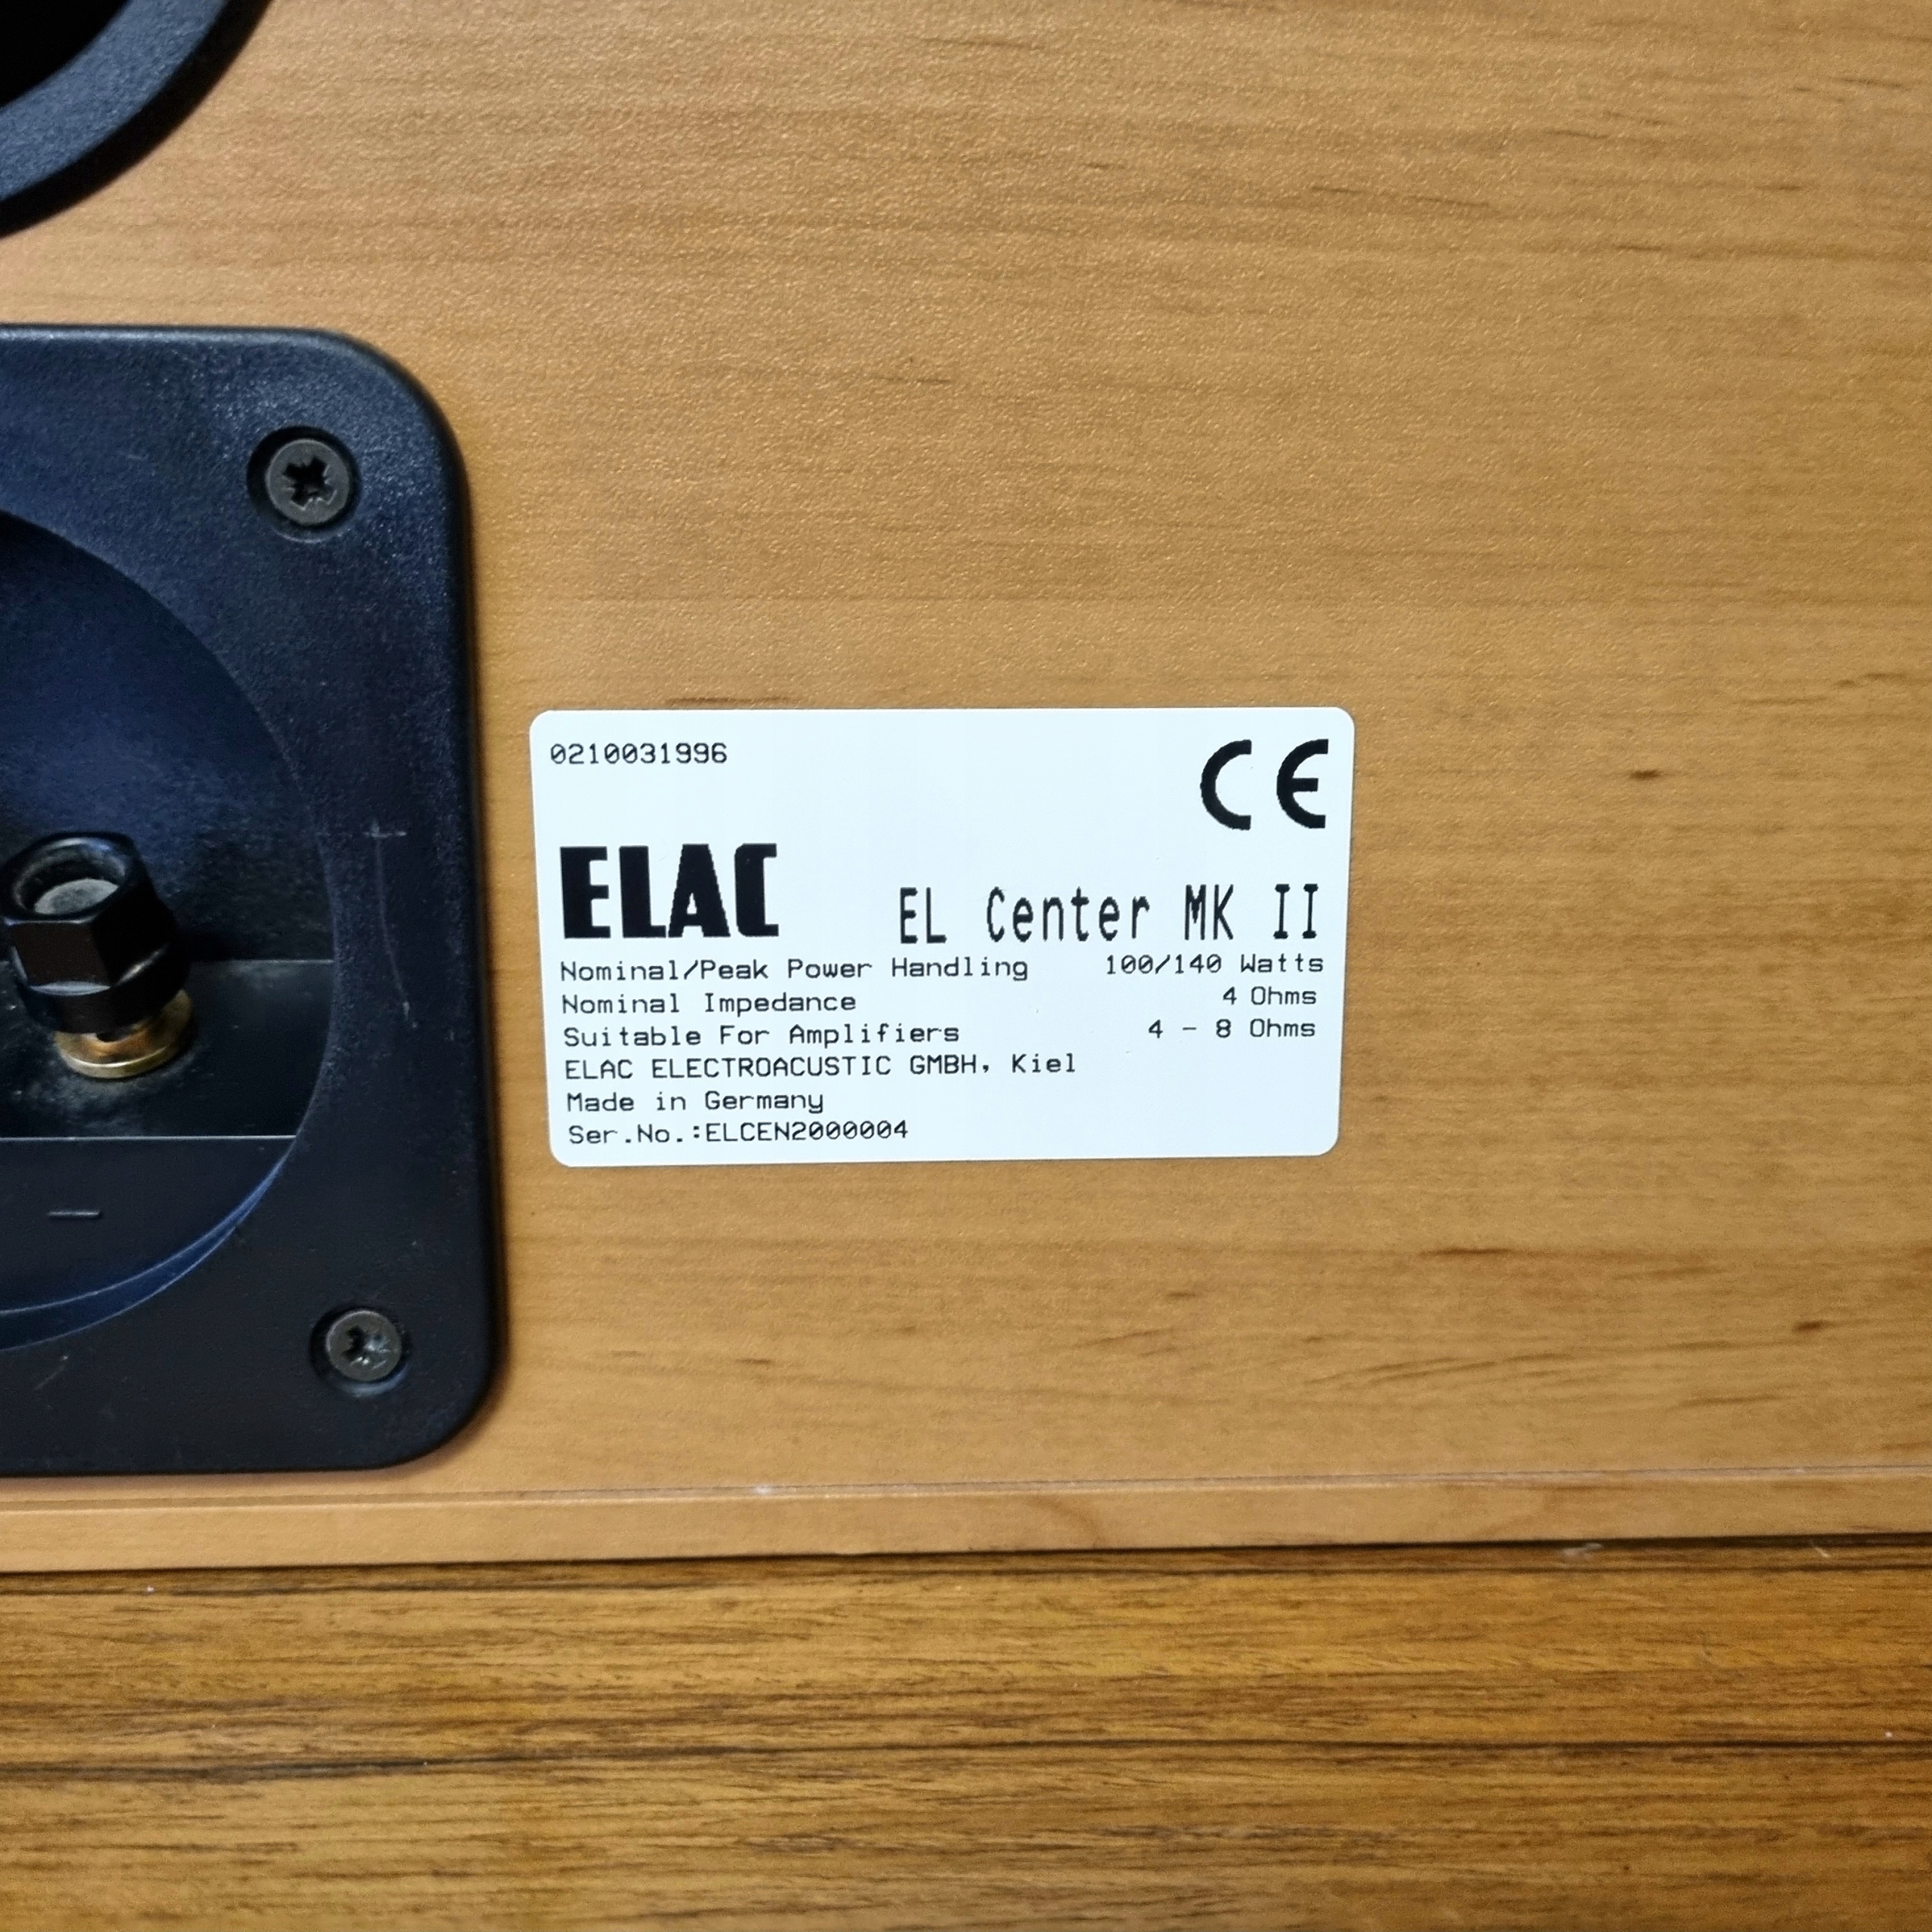 0210031996
CE
ELAC EL Center MK II
Nominal/Peak Power Handling 100/140 Watts
Nominal Impedance 4 Ohms
Suitable For Amplifiers 4 - 8 Ohms
ELAC ELECTROACUSTIC GMBH, Kiel
Made in Germany
Ser.No.:ELCEN2000004
-